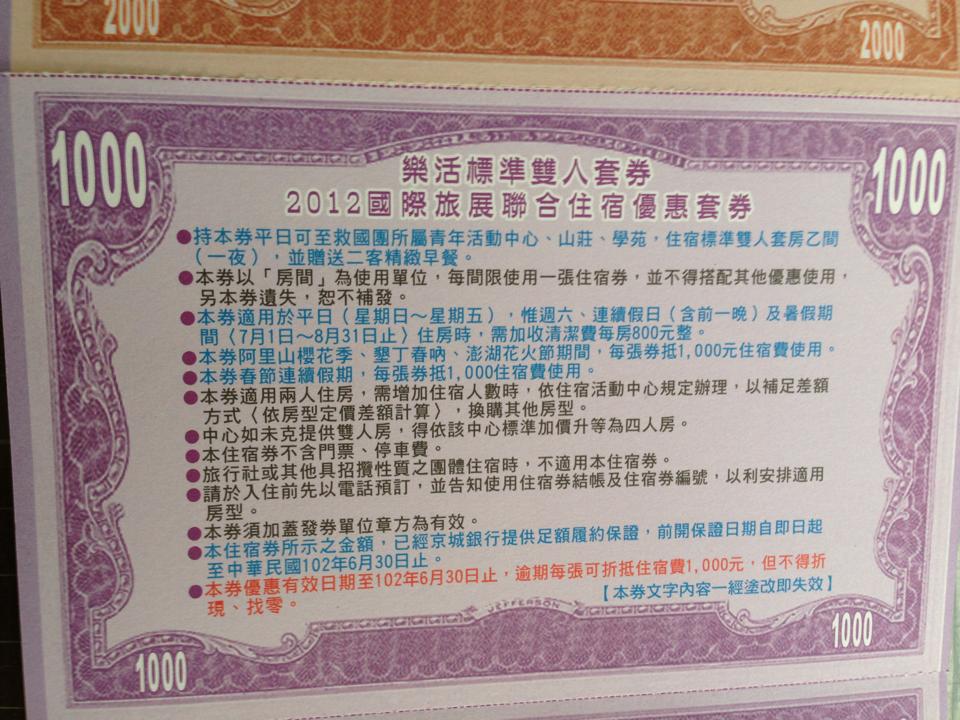 2000
2000
1000
1000
樂活標準雙人套券
2012國際旅展聯合住宿優惠套券
●持本券平日可至救國團所屬青年活動中心、山莊、學苑，住宿標準雙人套房乙間
（一夜），並贈送二客精緻早餐。
●本券以「房間」為使用單位，每間限使用一張住宿券，並不得搭配其他優惠使用，
另本券遺失，恕不補發。
●本券適用於平日（星期日～星期五），惟週六、連續假日（含前一晚）及暑假期
間〈7月1日～8月31日止〉住房時，需加收清潔費每房800元整。
●本券阿里山櫻花季、墾丁春吶、澎湖花火節期間，每張券抵1,000元住宿費使用。
●本券春節連續假期，每張券抵1,000住宿費使用。
●本券適用兩人住房，需增加住宿人數時，依住宿活動中心規定辦理，以補足差額
方式〈依房型定價差額計算〉，換購其他房型。
●中心如未克提供雙人房，得依該中心標準加價升等為四人房。
●本住宿券不含門票、停車費。
●旅行社或其他具招攬性質之團體住宿時，不適用本住宿券。
●請於入住前先以電話預訂，並告知使用住宿券結帳及住宿券編號，以利安排適用
房型。
●本券須加蓋發券單位章方為有效。
●本住宿券所示之金額，已經京城銀行提供足額履約保證，前開保證日期自即日起
至中華民國102年6月30日止。
●本券優惠有效日期至102年6月30日止，逾期每張可折抵住宿費1,000元，但不得折
現、找零。
【本券文字內容一經塗改即失效】
JEFFERSON
1000
1000